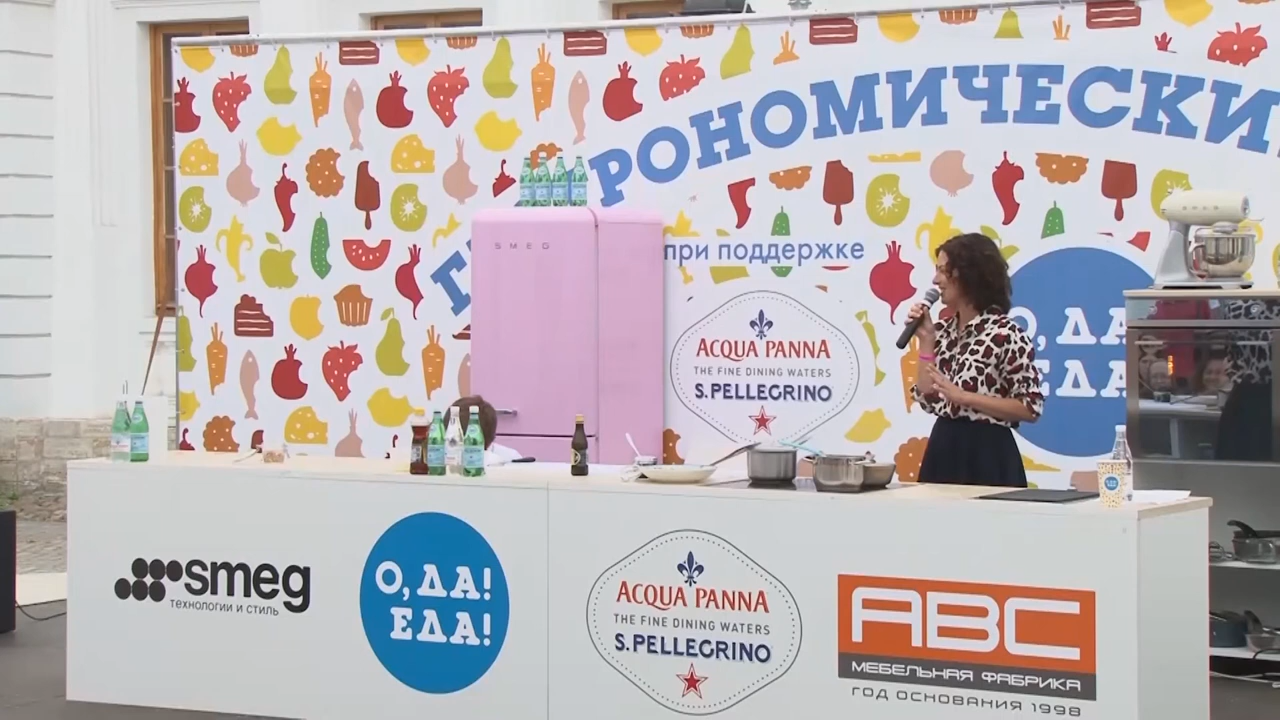 РОНОМИЧЕСКИ
Г
SMEG
при поддержке
ACQUA PANNA
THE FINE DINING WATERS
S.PELLEGRINO
О, ДА!
ЕДА!
smeg
технологии и стиль
О, ДА!
ЕДА!
ACQUA PANNA
THE FINE DINING WATERS
S.PELLEGRINO
ABC
МЕБЕЛЬНАЯ ФАБРИКА
ГОД ОСНОВАНИЯ 1998